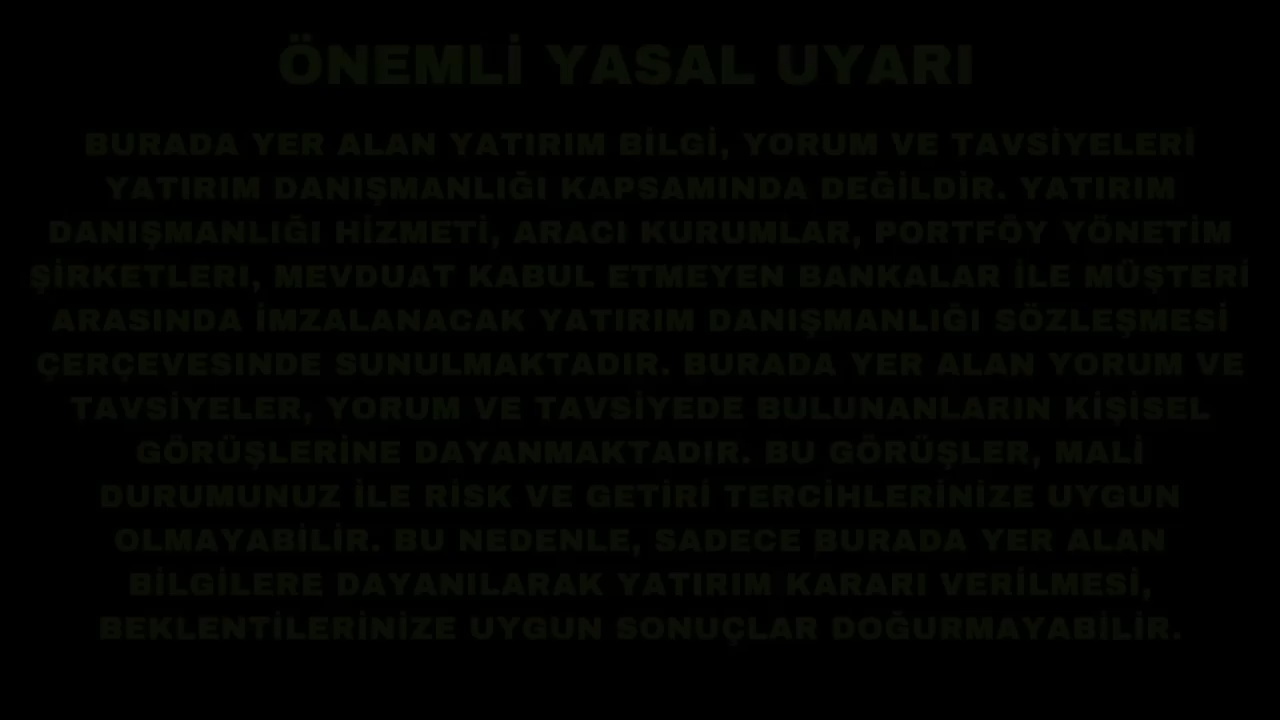 ÖNEMLİ YASAL UYARI
BURADA YER ALAN YATIRIM BİLGİ, YORUM VE TAVSİYELERİ
YATIRIM DANIŞMANLIĞI KAPSAMINDA DEĞİLDİR. YATIRIM
DANIŞMANLIĞI HİZMETİ, ARACI KURUMLAR, PORTFÖY YÖNETİM
ŞİRKETLERI, MEVDUAT KABUL ETMEYEN BANKALAR İLE MÜŞTERİ
ARASINDA İMZALANACAK YATIRIM DANIŞMANLIĞI SÖZLEŞMESİ
ÇERÇEVESINDE SUNULMAKTADIR. BURADA YER ALAN YORUM VE
TAVSİYELER, YORUM VE TAVSİYEDE BULUNANLARIN KİŞİSEL
GÖRÜŞLERİNE DAYANMAKTADIR. BU GÖRÜŞLER, MALİ
DURUMUNUZ İLE RİSK VE GETİRİ TERCİHLERİNİZE UYGUN
OLMAYABİLİR. BU NEDENLE, SADECE BURADA YER ALAN
BİLGİLERE DAYANILARAK YATIRIM KARARI VERİLMESİ,
BEKLENTİLERİNİZE UYGUN SONUÇLAR DOĞURMAYABİLİR.